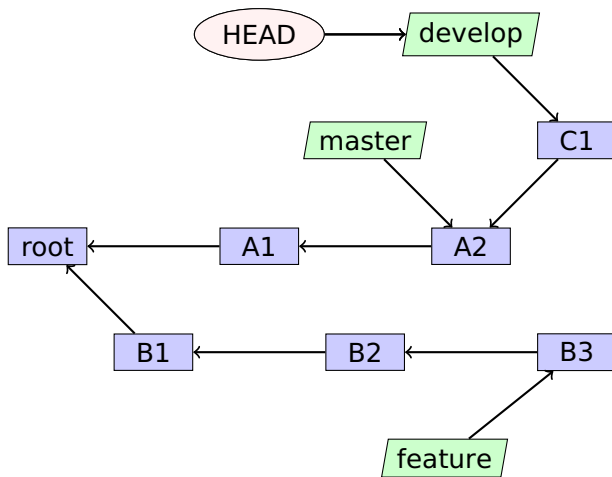 HEAD
develop
master
C1
root
A1
A2
B1
B2
B3
feature